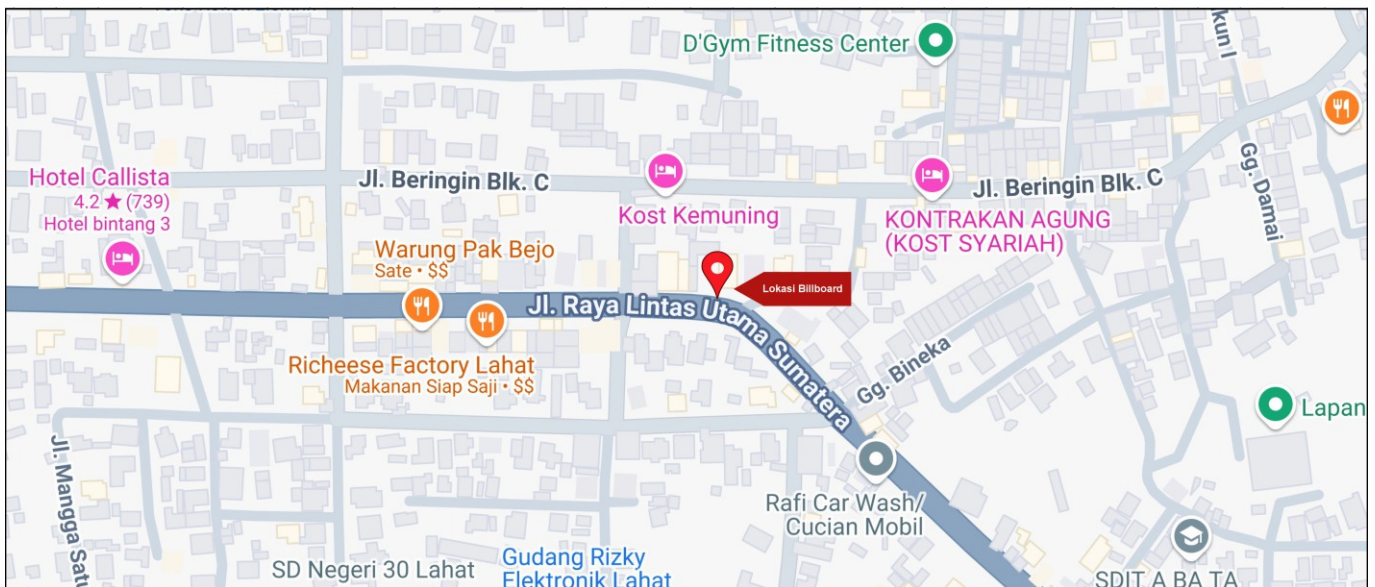 D'Gym Fitness Center
kun I
Gg. Damai
Hotel Callista
4.2 ★ (739)
Hotel bintang 3
Jl. Beringin Blk. C
Kost Kemuning
Jl. Beringin Blk. C
KONTRAKAN AGUNG
(KOST SYARIAH)
Warung Pak Bejo
Sate • $$
Lokasi Billboard
Jl. Raya Lintas Utama Sumatera
Richeese Factory Lahat
Makanan Siap Saji • $$
Gg. Bineka
Lapan
Jl. Mangga Satu
Rafi Car Wash/
Cucian Mobil
SD Negeri 30 Lahat
Gudang Rizky
Elektronik Lahat
SDIT A BA TA